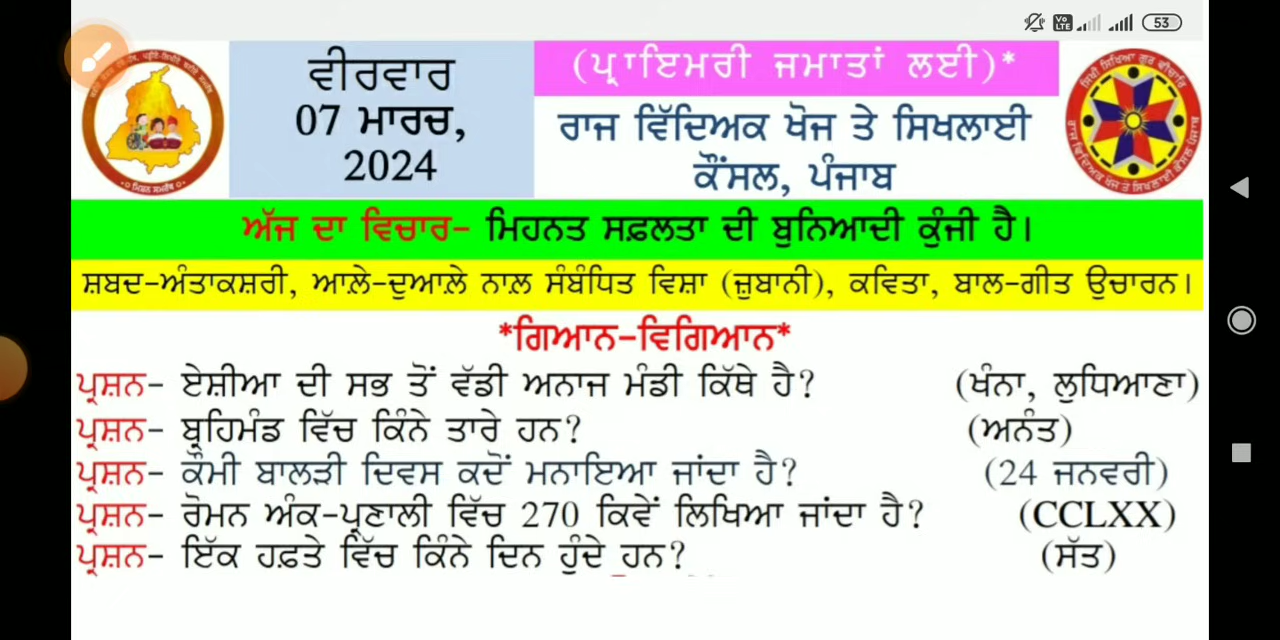 53
ਵੀਰਵਾਰ
07 ਮਾਰਚ,
2024
(ਪ੍ਰਾਇਮਰੀ ਜਮਾਤਾਂ ਲਈ)*
ਰਾਜ ਵਿੱਦਿਅਕ ਖੋਜ ਤੇ ਸਿਖਲਾਈ
ਕੌਂਸਲ, ਪੰਜਾਬ
ਅੱਜ ਦਾ ਵਿਚਾਰ- ਮਿਹਨਤ ਸਫ਼ਲਤਾ ਦੀ ਬੁਨਿਆਦੀ ਕੁੰਜੀ ਹੈ।
ਸ਼ਬਦ-ਅੰਤਾਕਸ਼ਰੀ, ਆਲ਼ੇ-ਦੁਆਲ਼ੇ ਨਾਲ਼ ਸੰਬੰਧਿਤ ਵਿਸ਼ਾ (ਜ਼ੁਬਾਨੀ), ਕਵਿਤਾ, ਬਾਲ-ਗੀਤ ਉਚਾਰਨ।
*ਗਿਆਨ-ਵਿਗਿਆਨ*
ਪ੍ਰਸ਼ਨ- ਏਸ਼ੀਆ ਦੀ ਸਭ ਤੋਂ ਵੱਡੀ ਅਨਾਜ ਮੰਡੀ ਕਿੱਥੇ ਹੈ? (ਖੰਨਾ, ਲੁਧਿਆਣਾ)
ਪ੍ਰਸ਼ਨ- ਬ੍ਰਹਿਮੰਡ ਵਿੱਚ ਕਿੰਨੇ ਤਾਰੇ ਹਨ? (ਅਨੰਤ)
ਪ੍ਰਸ਼ਨ- ਕੌਮੀ ਬਾਲੜੀ ਦਿਵਸ ਕਦੋਂ ਮਨਾਇਆ ਜਾਂਦਾ ਹੈ? (24 ਜਨਵਰੀ)
ਪ੍ਰਸ਼ਨ- ਰੋਮਨ ਅੰਕ-ਪ੍ਰਣਾਲੀ ਵਿੱਚ 270 ਕਿਵੇਂ ਲਿਖਿਆ ਜਾਂਦਾ ਹੈ? (CCLXX)
ਪ੍ਰਸ਼ਨ- ਇੱਕ ਹਫ਼ਤੇ ਵਿੱਚ ਕਿੰਨੇ ਦਿਨ ਹੁੰਦੇ ਹਨ? (ਸੱਤ)